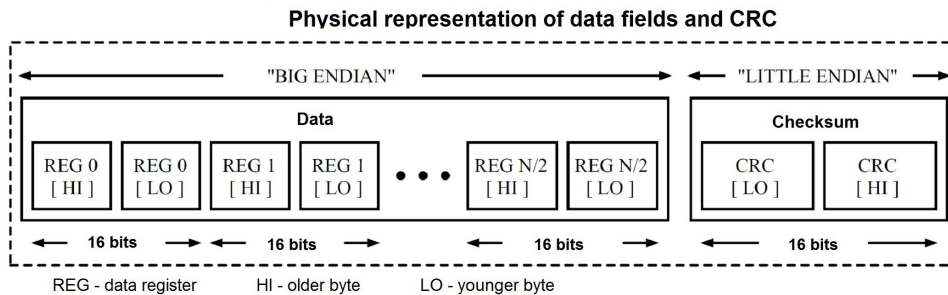 Physical representation of data fields and CRC
"BIG ENDIAN" "LITTLE ENDIAN"
Data Checksum
REG 0 REG 0 REG 1 REG 1 REG N/2 REG N/2 CRC CRC
[ HI ] [ LO ] [ HI ] [ LO ] • • • [ HI ] [ LO ] [ LO ] [ HI ]
16 bits 16 bits 16 bits 16 bits
REG - data register HI - older byte LO - younger byte